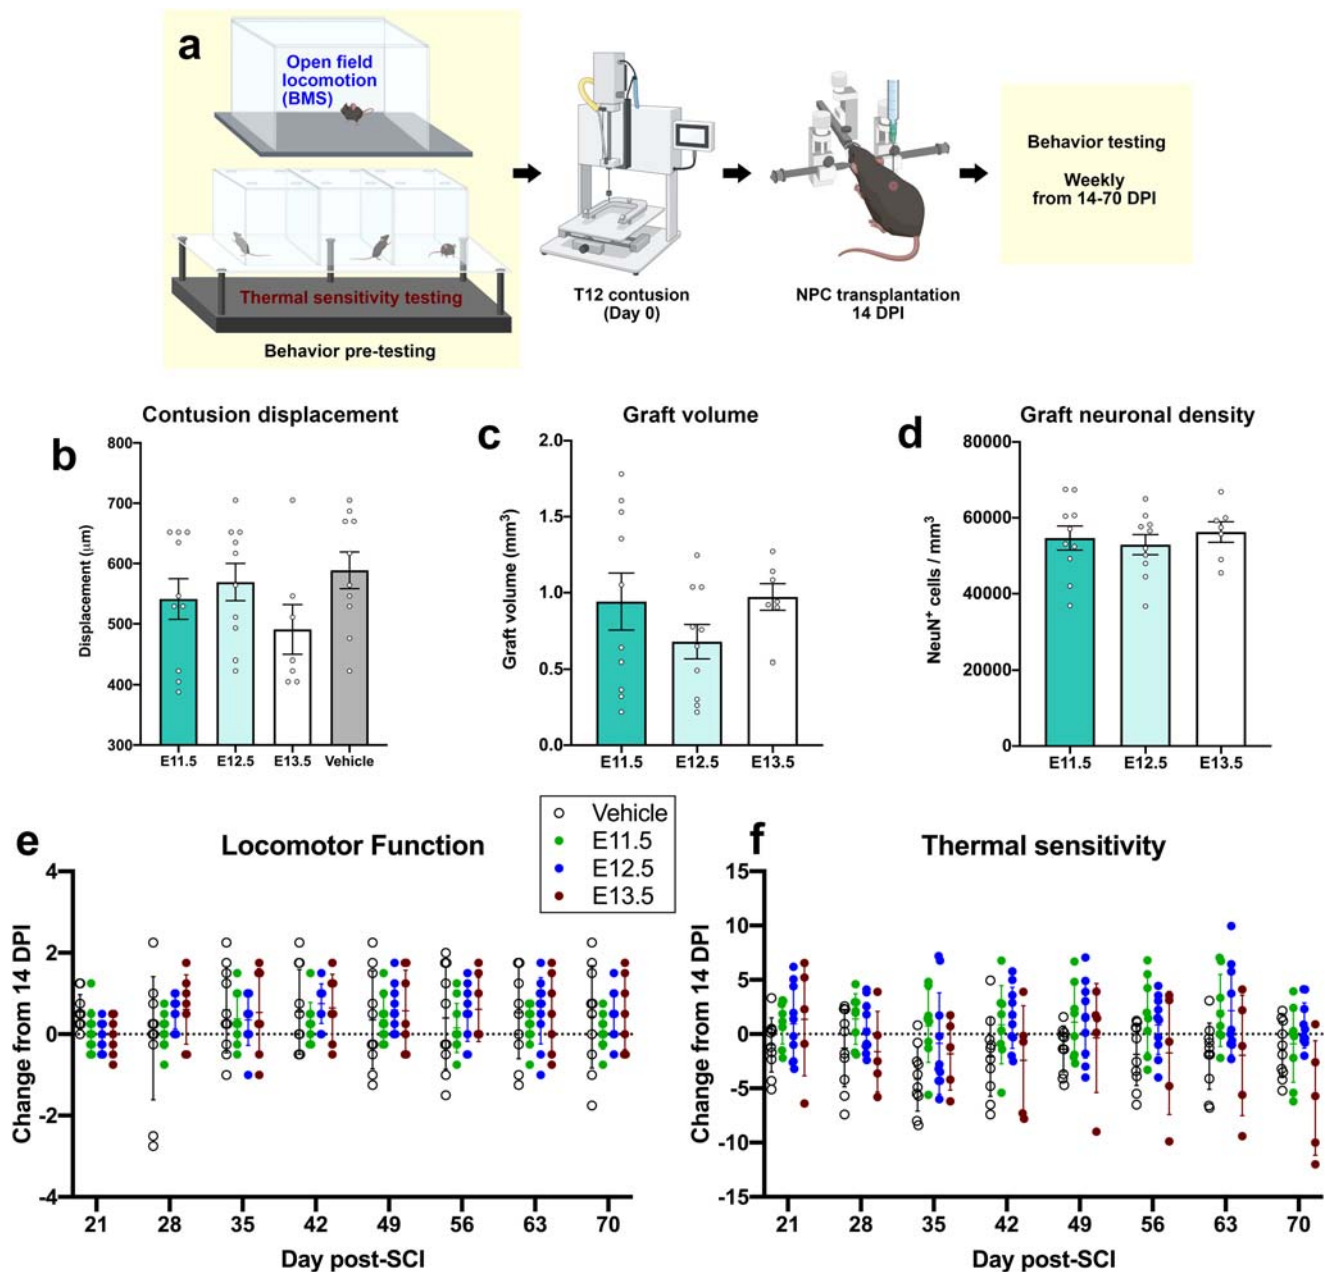 a
Open field
locomotion
(BMS)
Thermal sensitivity testing
Behavior pre-testing
T12 contusion
(Day 0)
NPC transplantation
14 DPI
Behavior testing
Weekly
from 14-70 DPI
b
Contusion displacement
Displacement (μm)
800
700
600
500
400
300
E11.5 E12.5 E13.5 Vehicle
c
Graft volume
Graft volume (mm³)
2.0
1.5
1.0
0.5
0.0
E11.5 E12.5 E13.5
d
Graft neuronal density
NeuN⁺ cells / mm³
80000
60000
40000
20000
0
E11.5 E12.5 E13.5
Vehicle
E11.5
E12.5
E13.5
e
Locomotor Function
Change from 14 DPI
4
2
0
-2
-4
21 28 35 42 49 56 63 70
Day post-SCI
f
Thermal sensitivity
Change from 14 DPI
15
10
5
0
-5
-10
-15
21 28 35 42 49 56 63 70
Day post-SCI